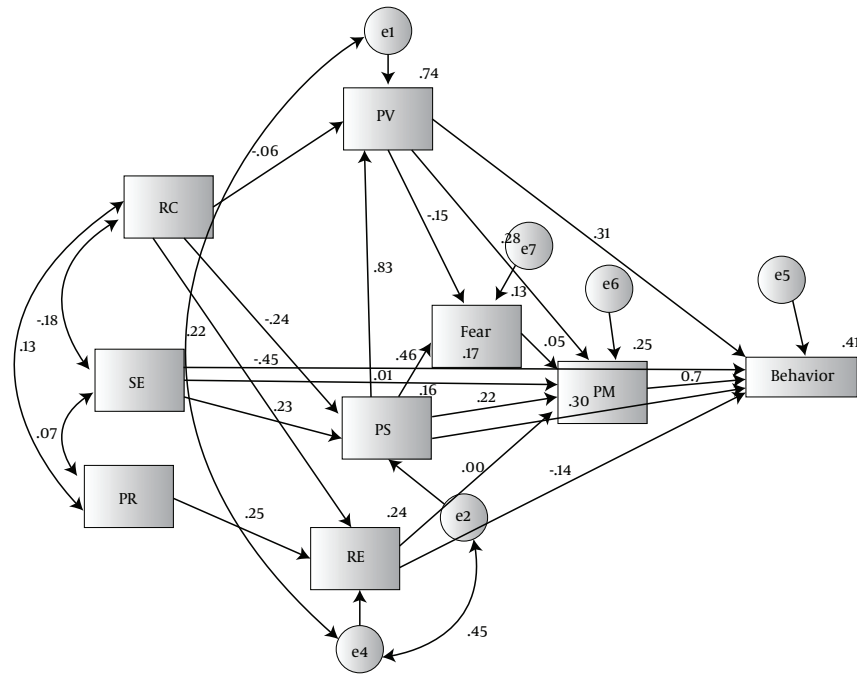 e1
.74
PV
-.06
RC
-.15
.28
e7
.31
.83
e6
e5
.13
-.18
.13
.22
-.24
Fear
.17
.05
.25
.41
.46
-.45
.01
SE
.16
.22
PM
0.7
Behavior
.30
.23
PS
.07
.00
-.14
PR
.25
.24
e2
RE
.45
e4